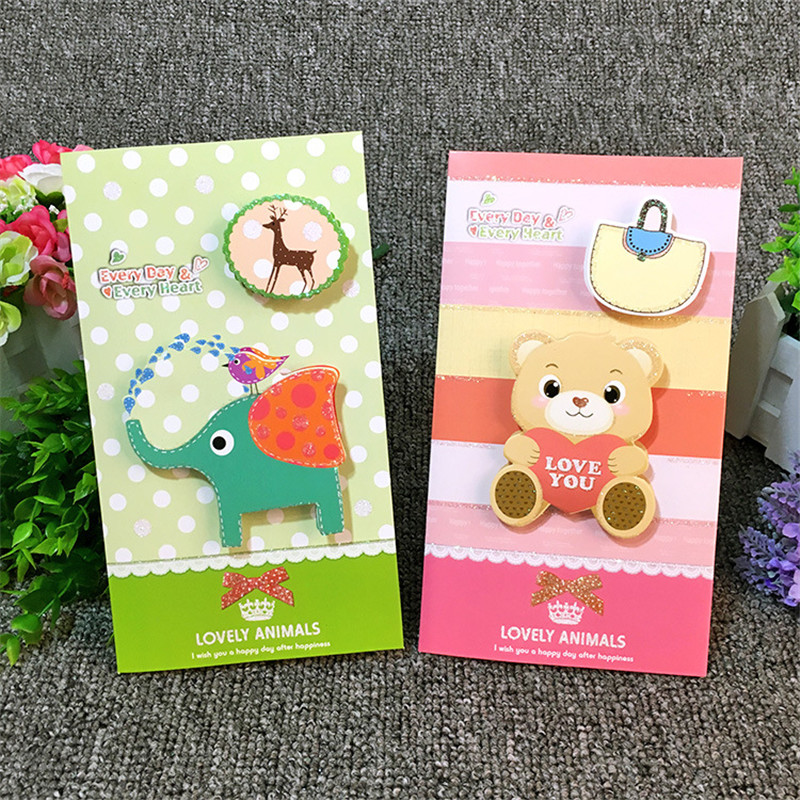 Every Day &
Every Heart
LOVELY ANIMALS
I wish you a happy day after happiness
Every Day &
Every Heart
LOVE
YOU
LOVELY ANIMALS
I wish you a happy day after happiness